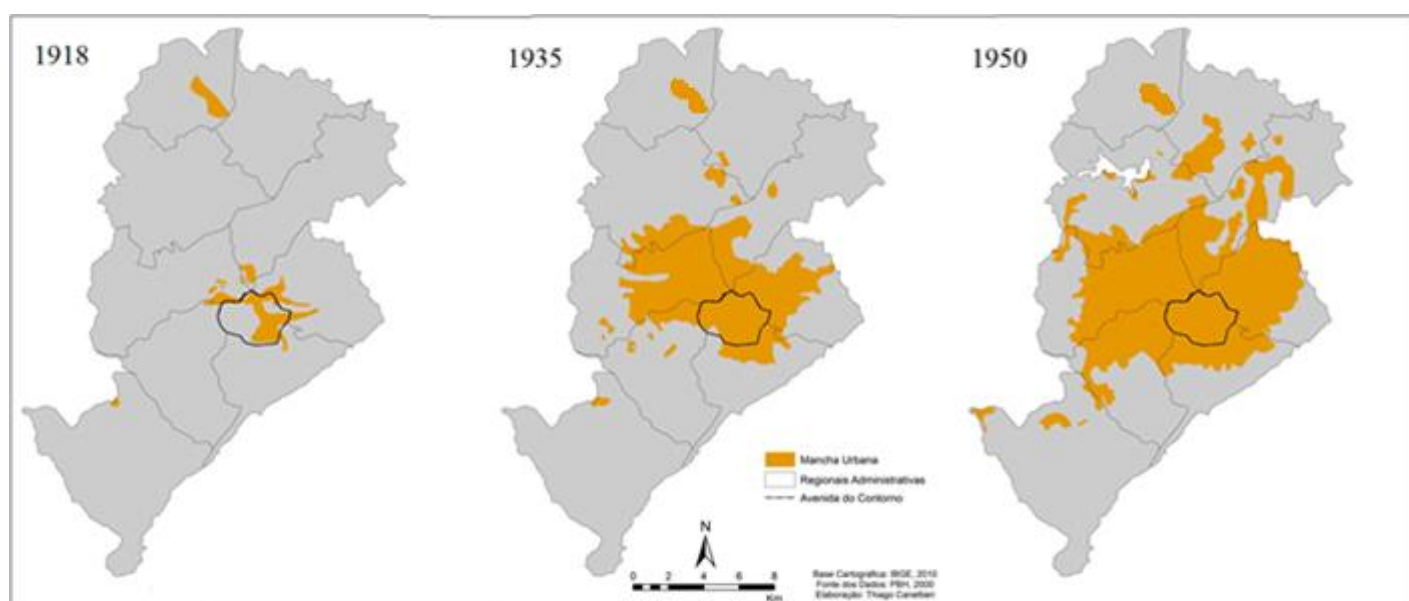 1918
1935
1950
Mancha Urbana
Regionais Administrativas
Avenida do Contorno
N
0 2 4 6 8
Km
Base Cartográfica: IBGE, 2010
Fonte dos Dados: PBH, 2000
Elaboração: Thiago Canettieri